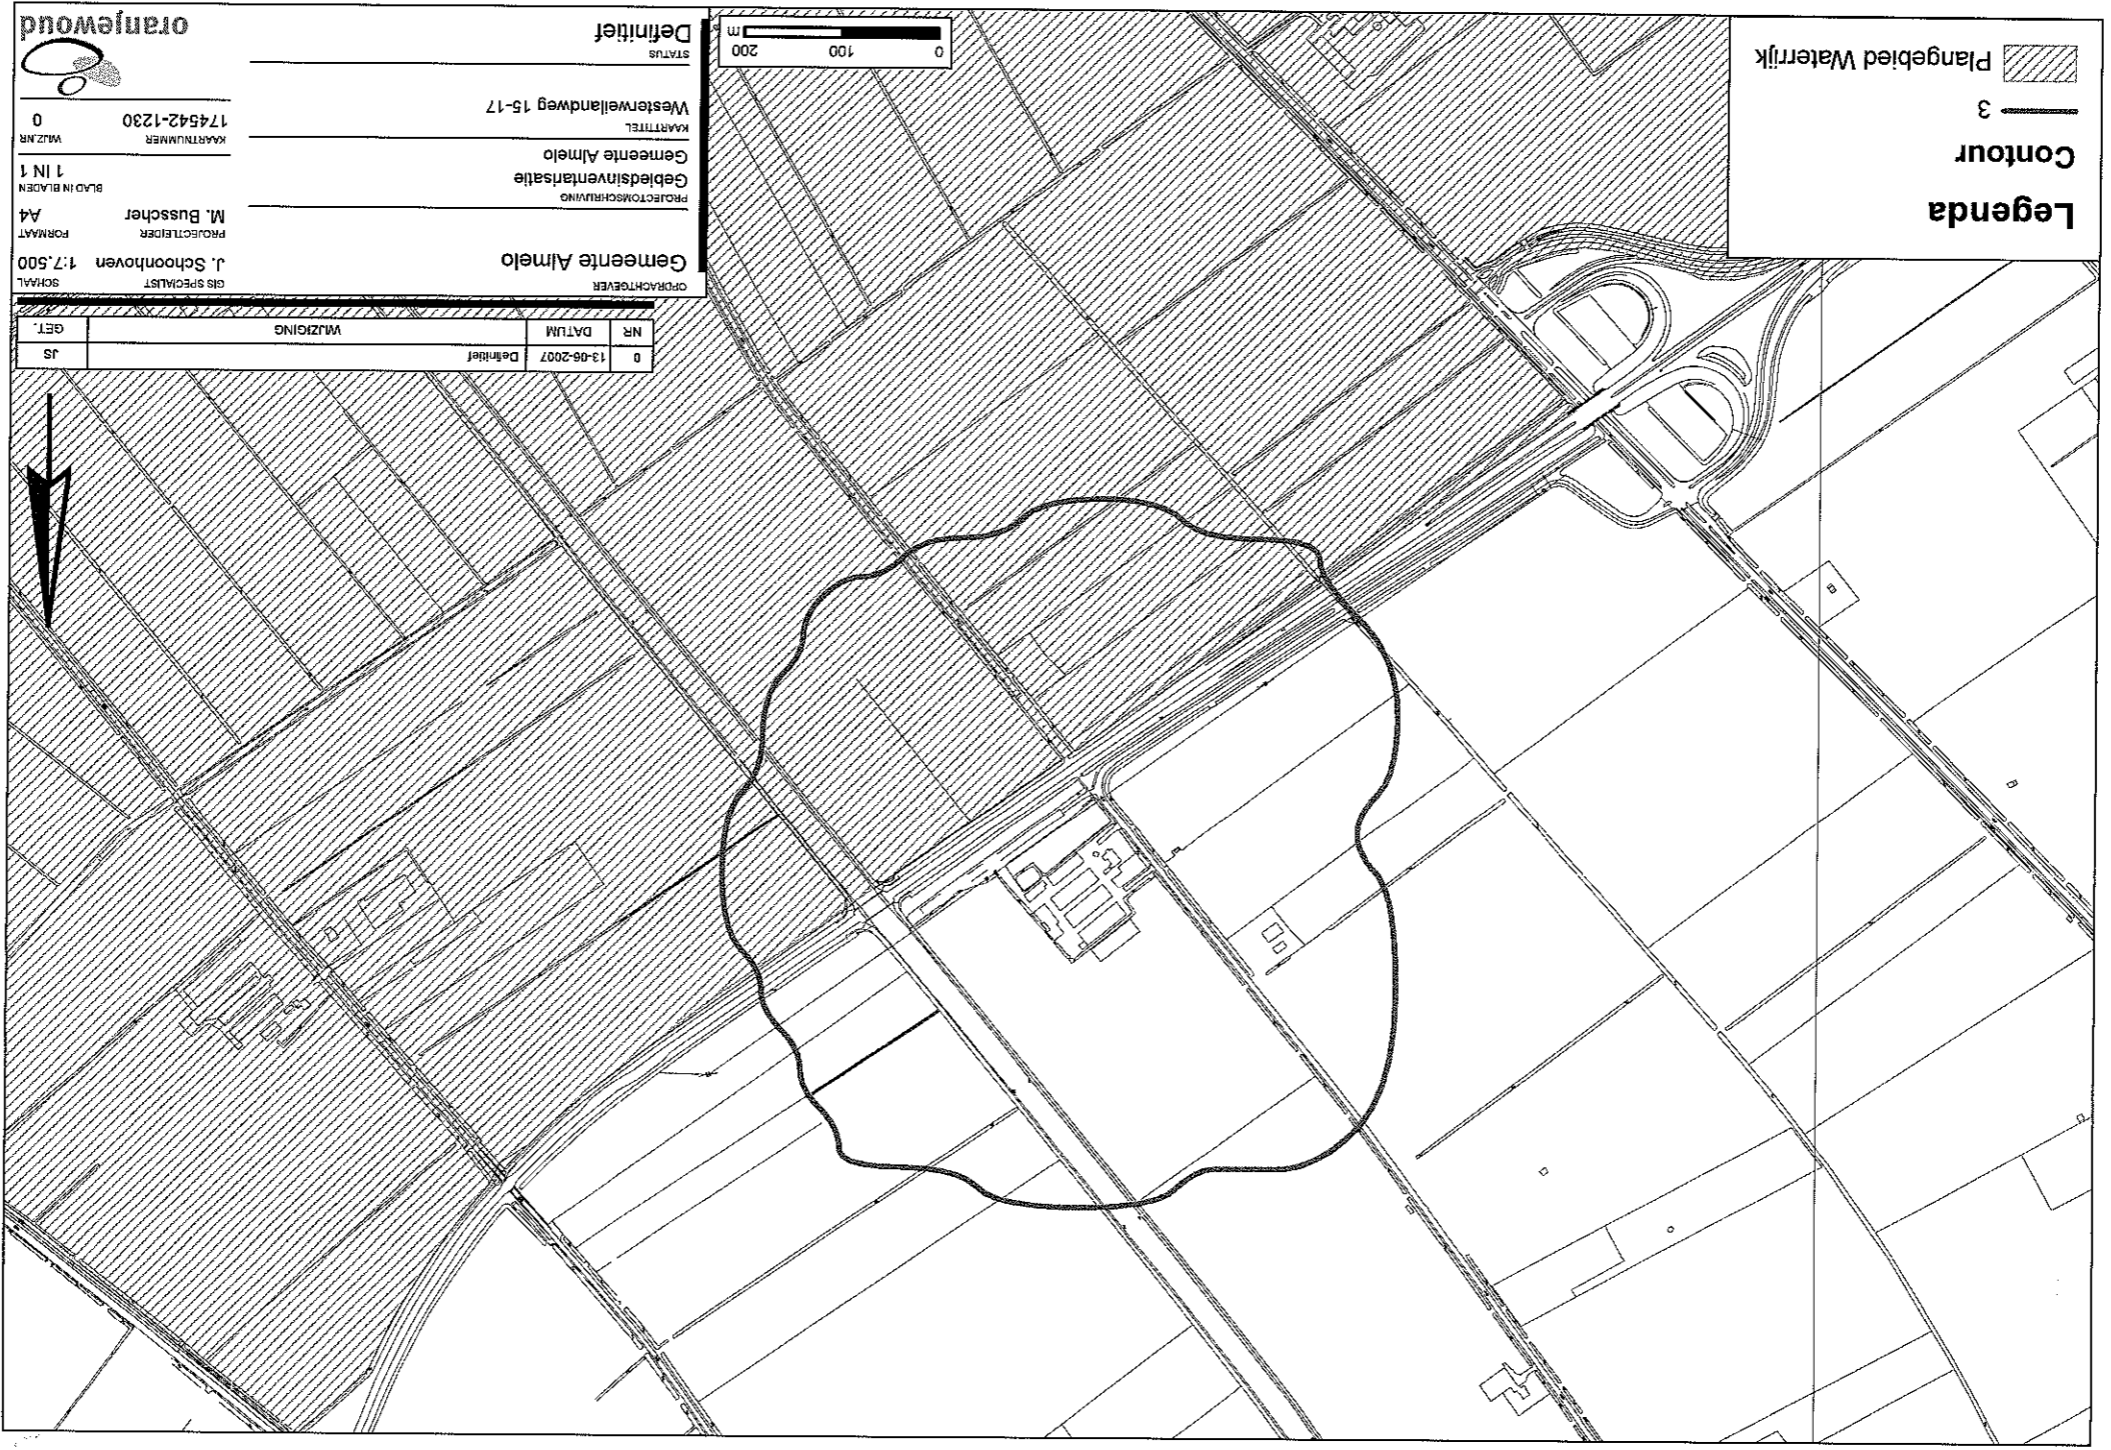 Legenda
Contour
3
Plangebied Waterrijk
0 100 200
m
0 13-06-2007 Definitief JS
NR DATUM WIJZIGING GET.
OPDRACHTGEVER
Gemeente Almelo
PROJECTOMSCHRIJVING
Gebiedsinventarisatie
Gemeente Almelo
KAARTTITEL
Westerweilandweg 15-17
STATUS
Definitief
GIS SPECIALIST SCHAAL
J. Schoonhoven 1:7.500
PROJECTLEIDER FORMAAT
M. Busscher A4
BLAD IN BLADEN
1 IN 1
KAARTNUMMER WIJZ.NR
174542-1230 0
oranjewoud